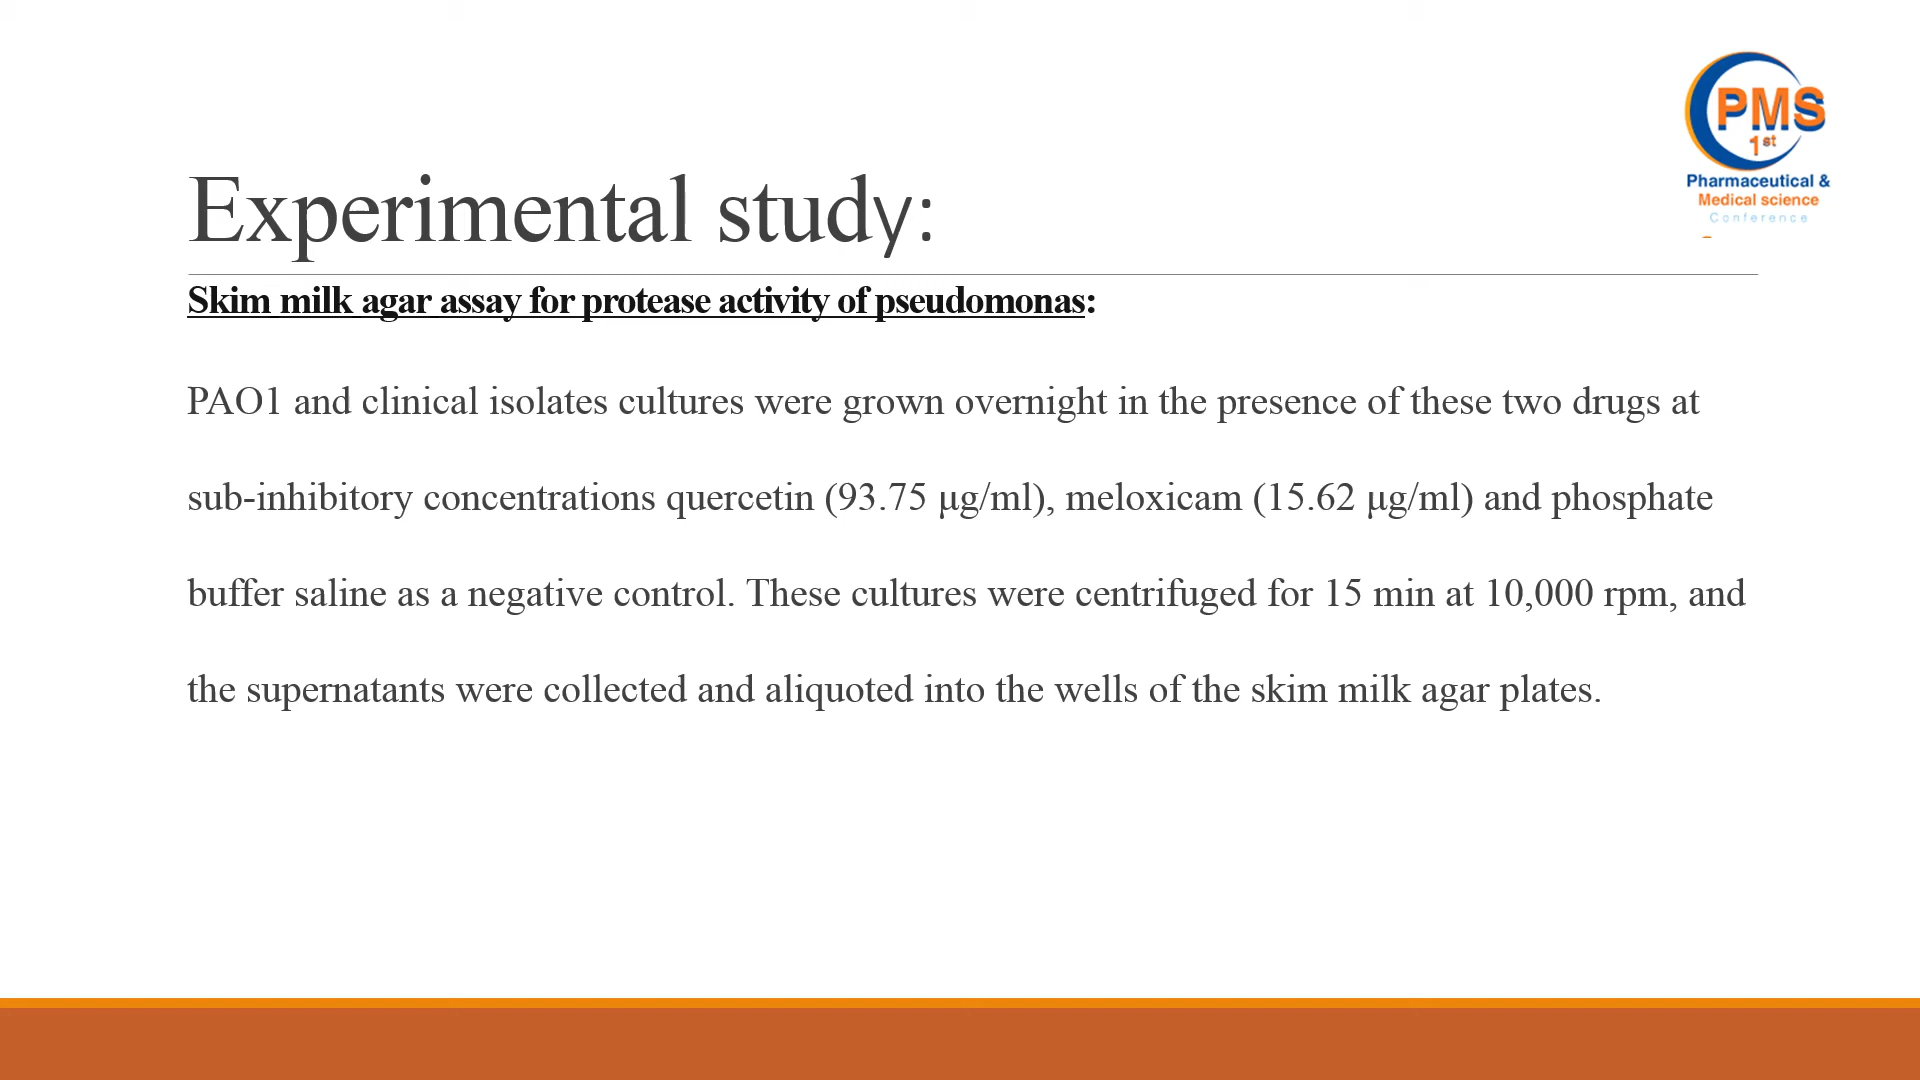 PMS
1st
Pharmaceutical &
Medical science
Conference
Experimental study:
Skim milk agar assay for protease activity of pseudomonas:
PAO1 and clinical isolates cultures were grown overnight in the presence of these two drugs at
sub-inhibitory concentrations quercetin (93.75 μg/ml), meloxicam (15.62 μg/ml) and phosphate
buffer saline as a negative control. These cultures were centrifuged for 15 min at 10,000 rpm, and
the supernatants were collected and aliquoted into the wells of the skim milk agar plates.